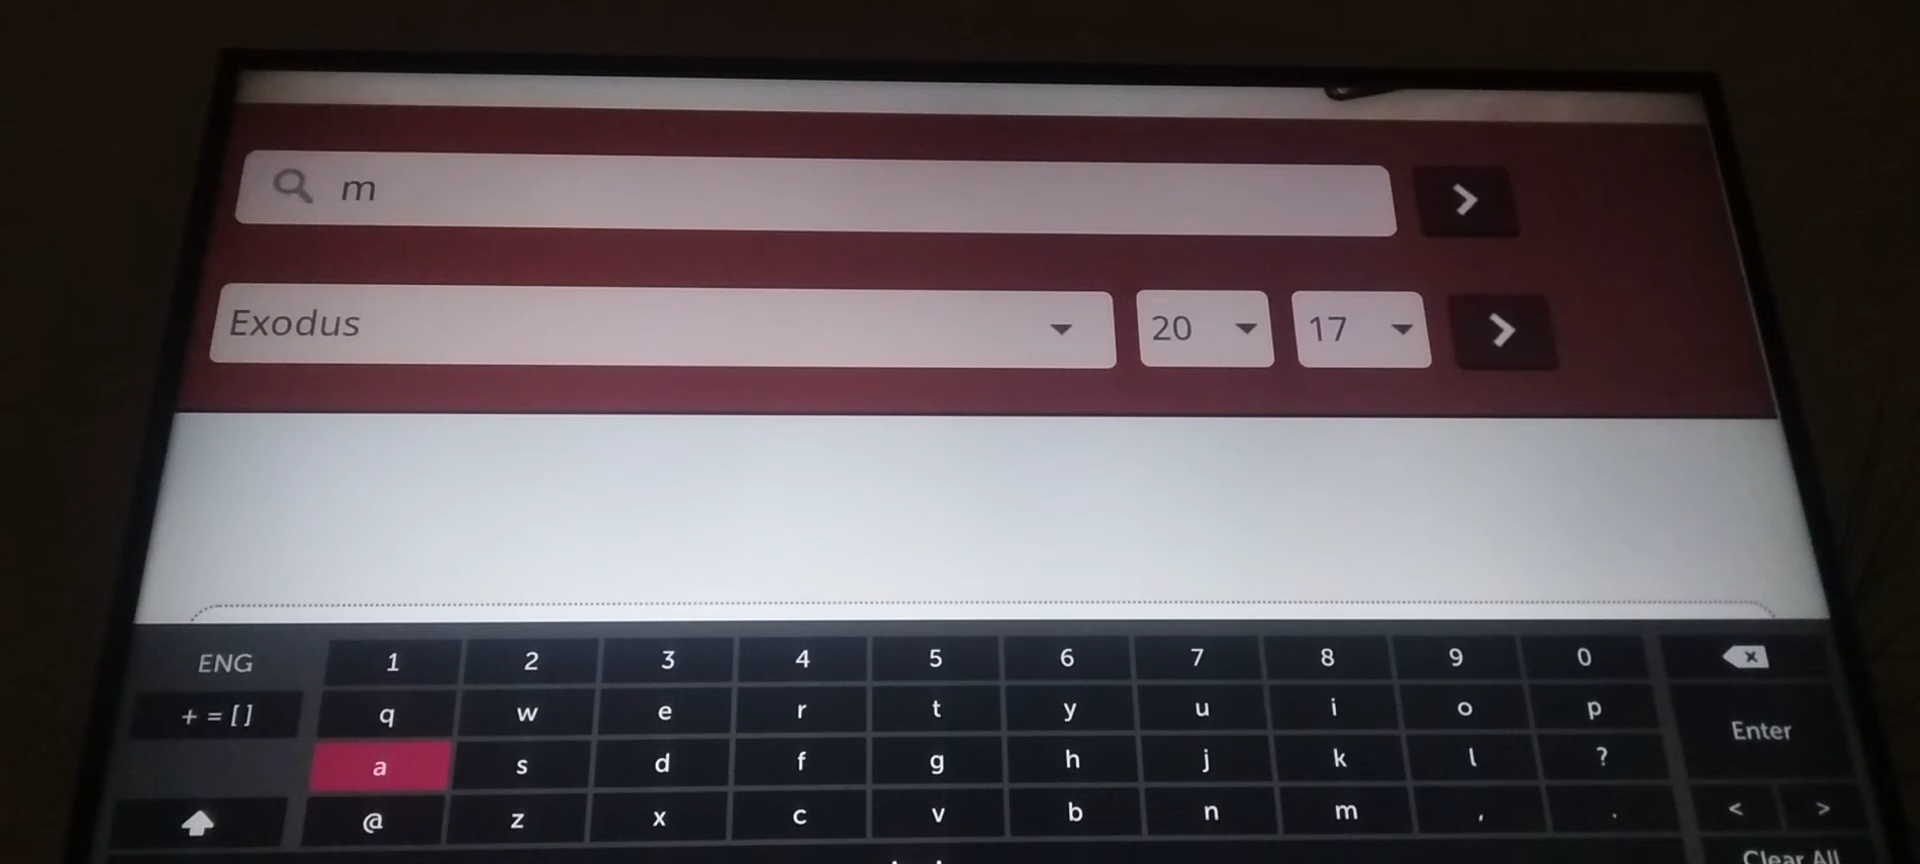 m
Exodus 20 17
ENG 1 2 3 4 5 6 7 8 9 0
+ = [ ] q w e r t y u i o p
Enter
a s d f g h j k l ?
@ z x c v b n m , . < >
Clear All